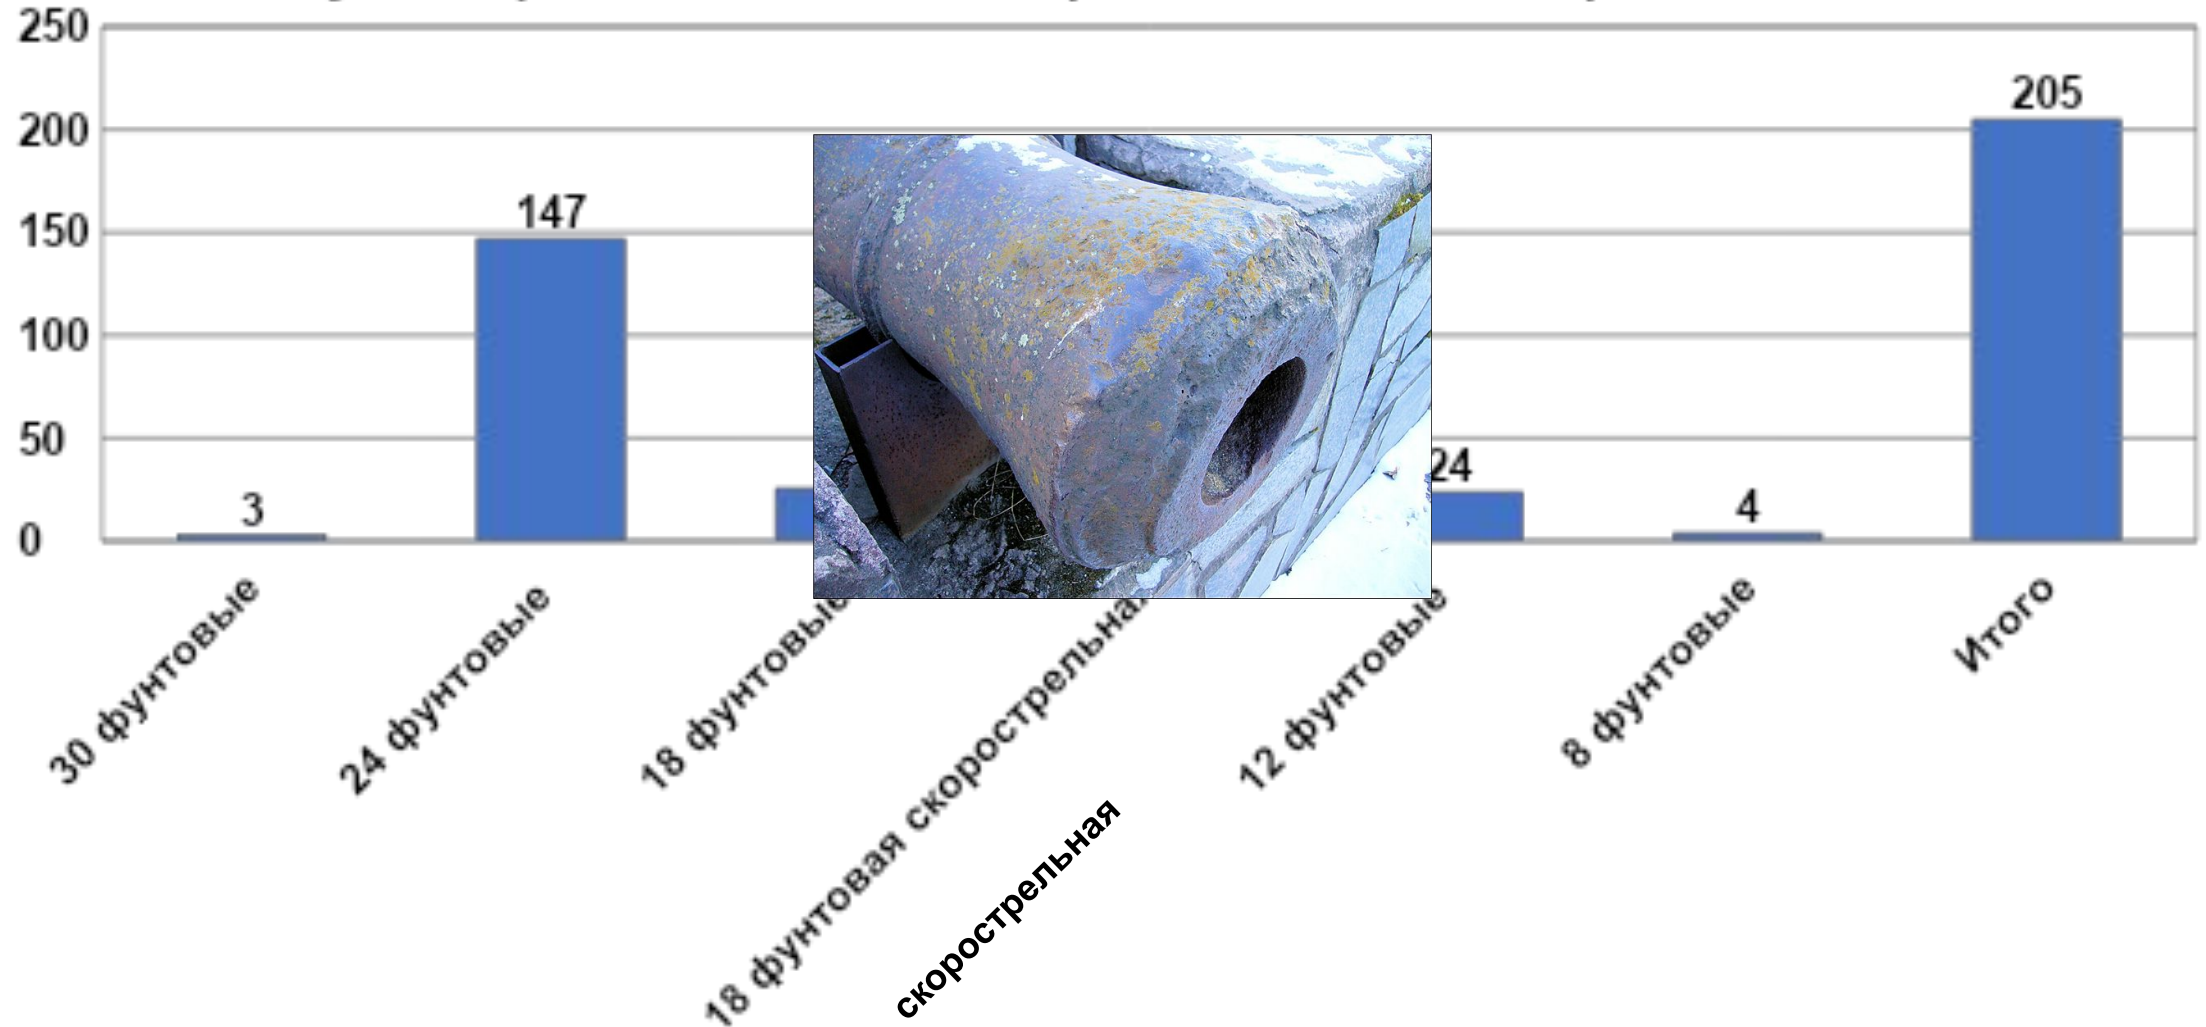 250
200
150
100
50
0
3
147
24
4
205
30 фунтовые
24 фунтовые
18 фунтовые
18 фунтовая скорострельная
скорострельная
12 фунтовые
8 фунтовые
Итого